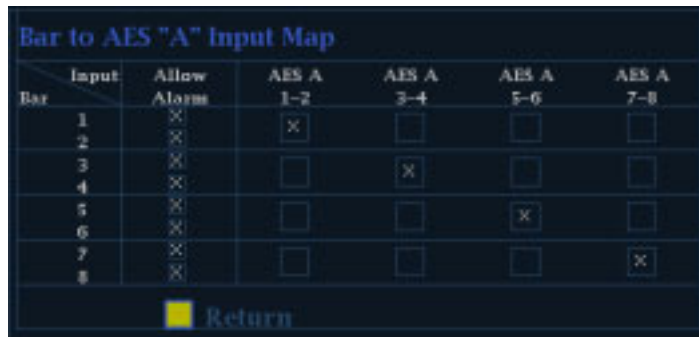 Bar to AES "A" Input Map
Input Allow AES A AES A AES A AES A
Bar Alarm 1-2 3-4 5-6 7-8
1 X
2 X X
3 X
4 X X
5 X
6 X X
7 X
8 X X
Return